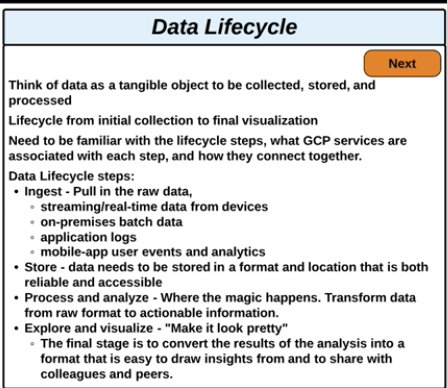 Data Lifecycle
Next
Think of data as a tangible object to be collected, stored, and
processed
Lifecycle from initial collection to final visualization
Need to be familiar with the lifecycle steps, what GCP services are
associated with each step, and how they connect together.
Data Lifecycle steps:
• Ingest - Pull in the raw data,
◦ streaming/real-time data from devices
◦ on-premises batch data
◦ application logs
◦ mobile-app user events and analytics
• Store - data needs to be stored in a format and location that is both
reliable and accessible
• Process and analyze - Where the magic happens. Transform data
from raw format to actionable information.
• Explore and visualize - "Make it look pretty"
◦ The final stage is to convert the results of the analysis into a
format that is easy to draw insights from and to share with
colleagues and peers.